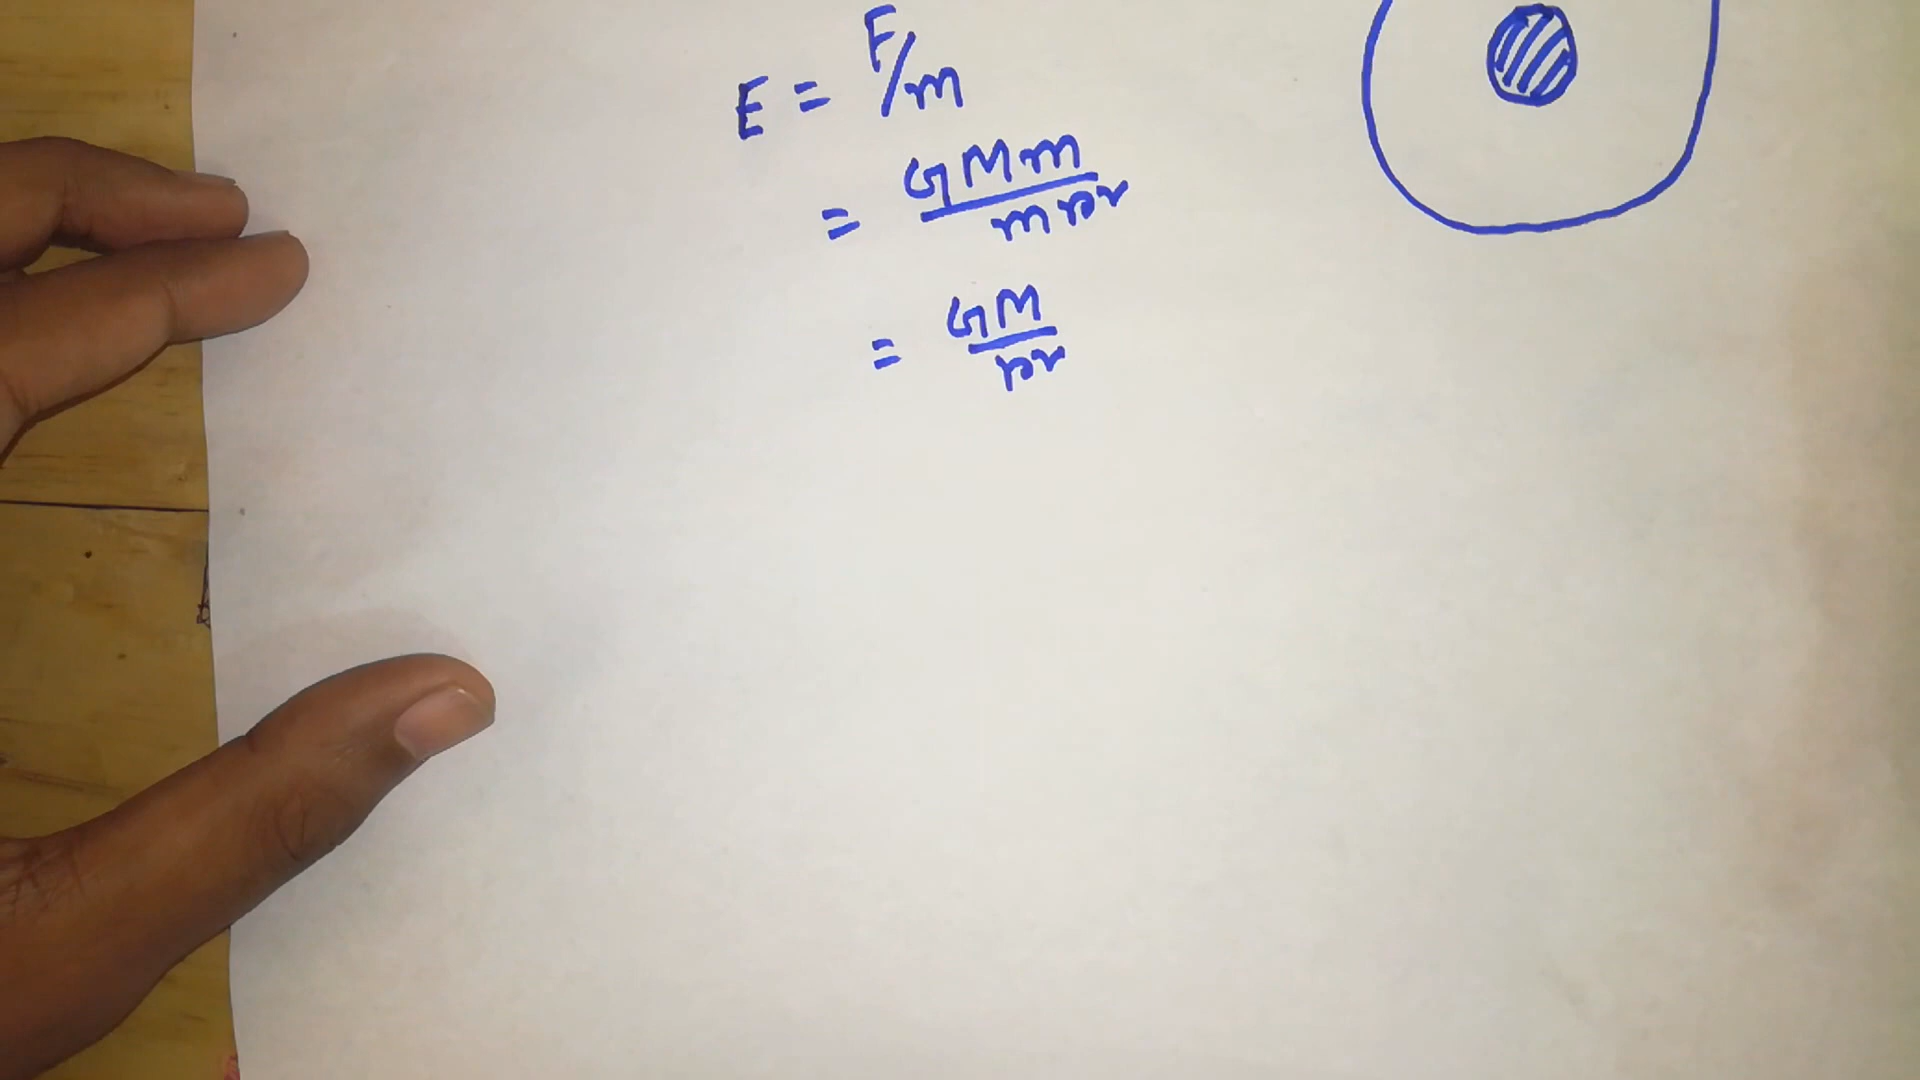 E = F/m
= GMm / mr²
= GM / r²